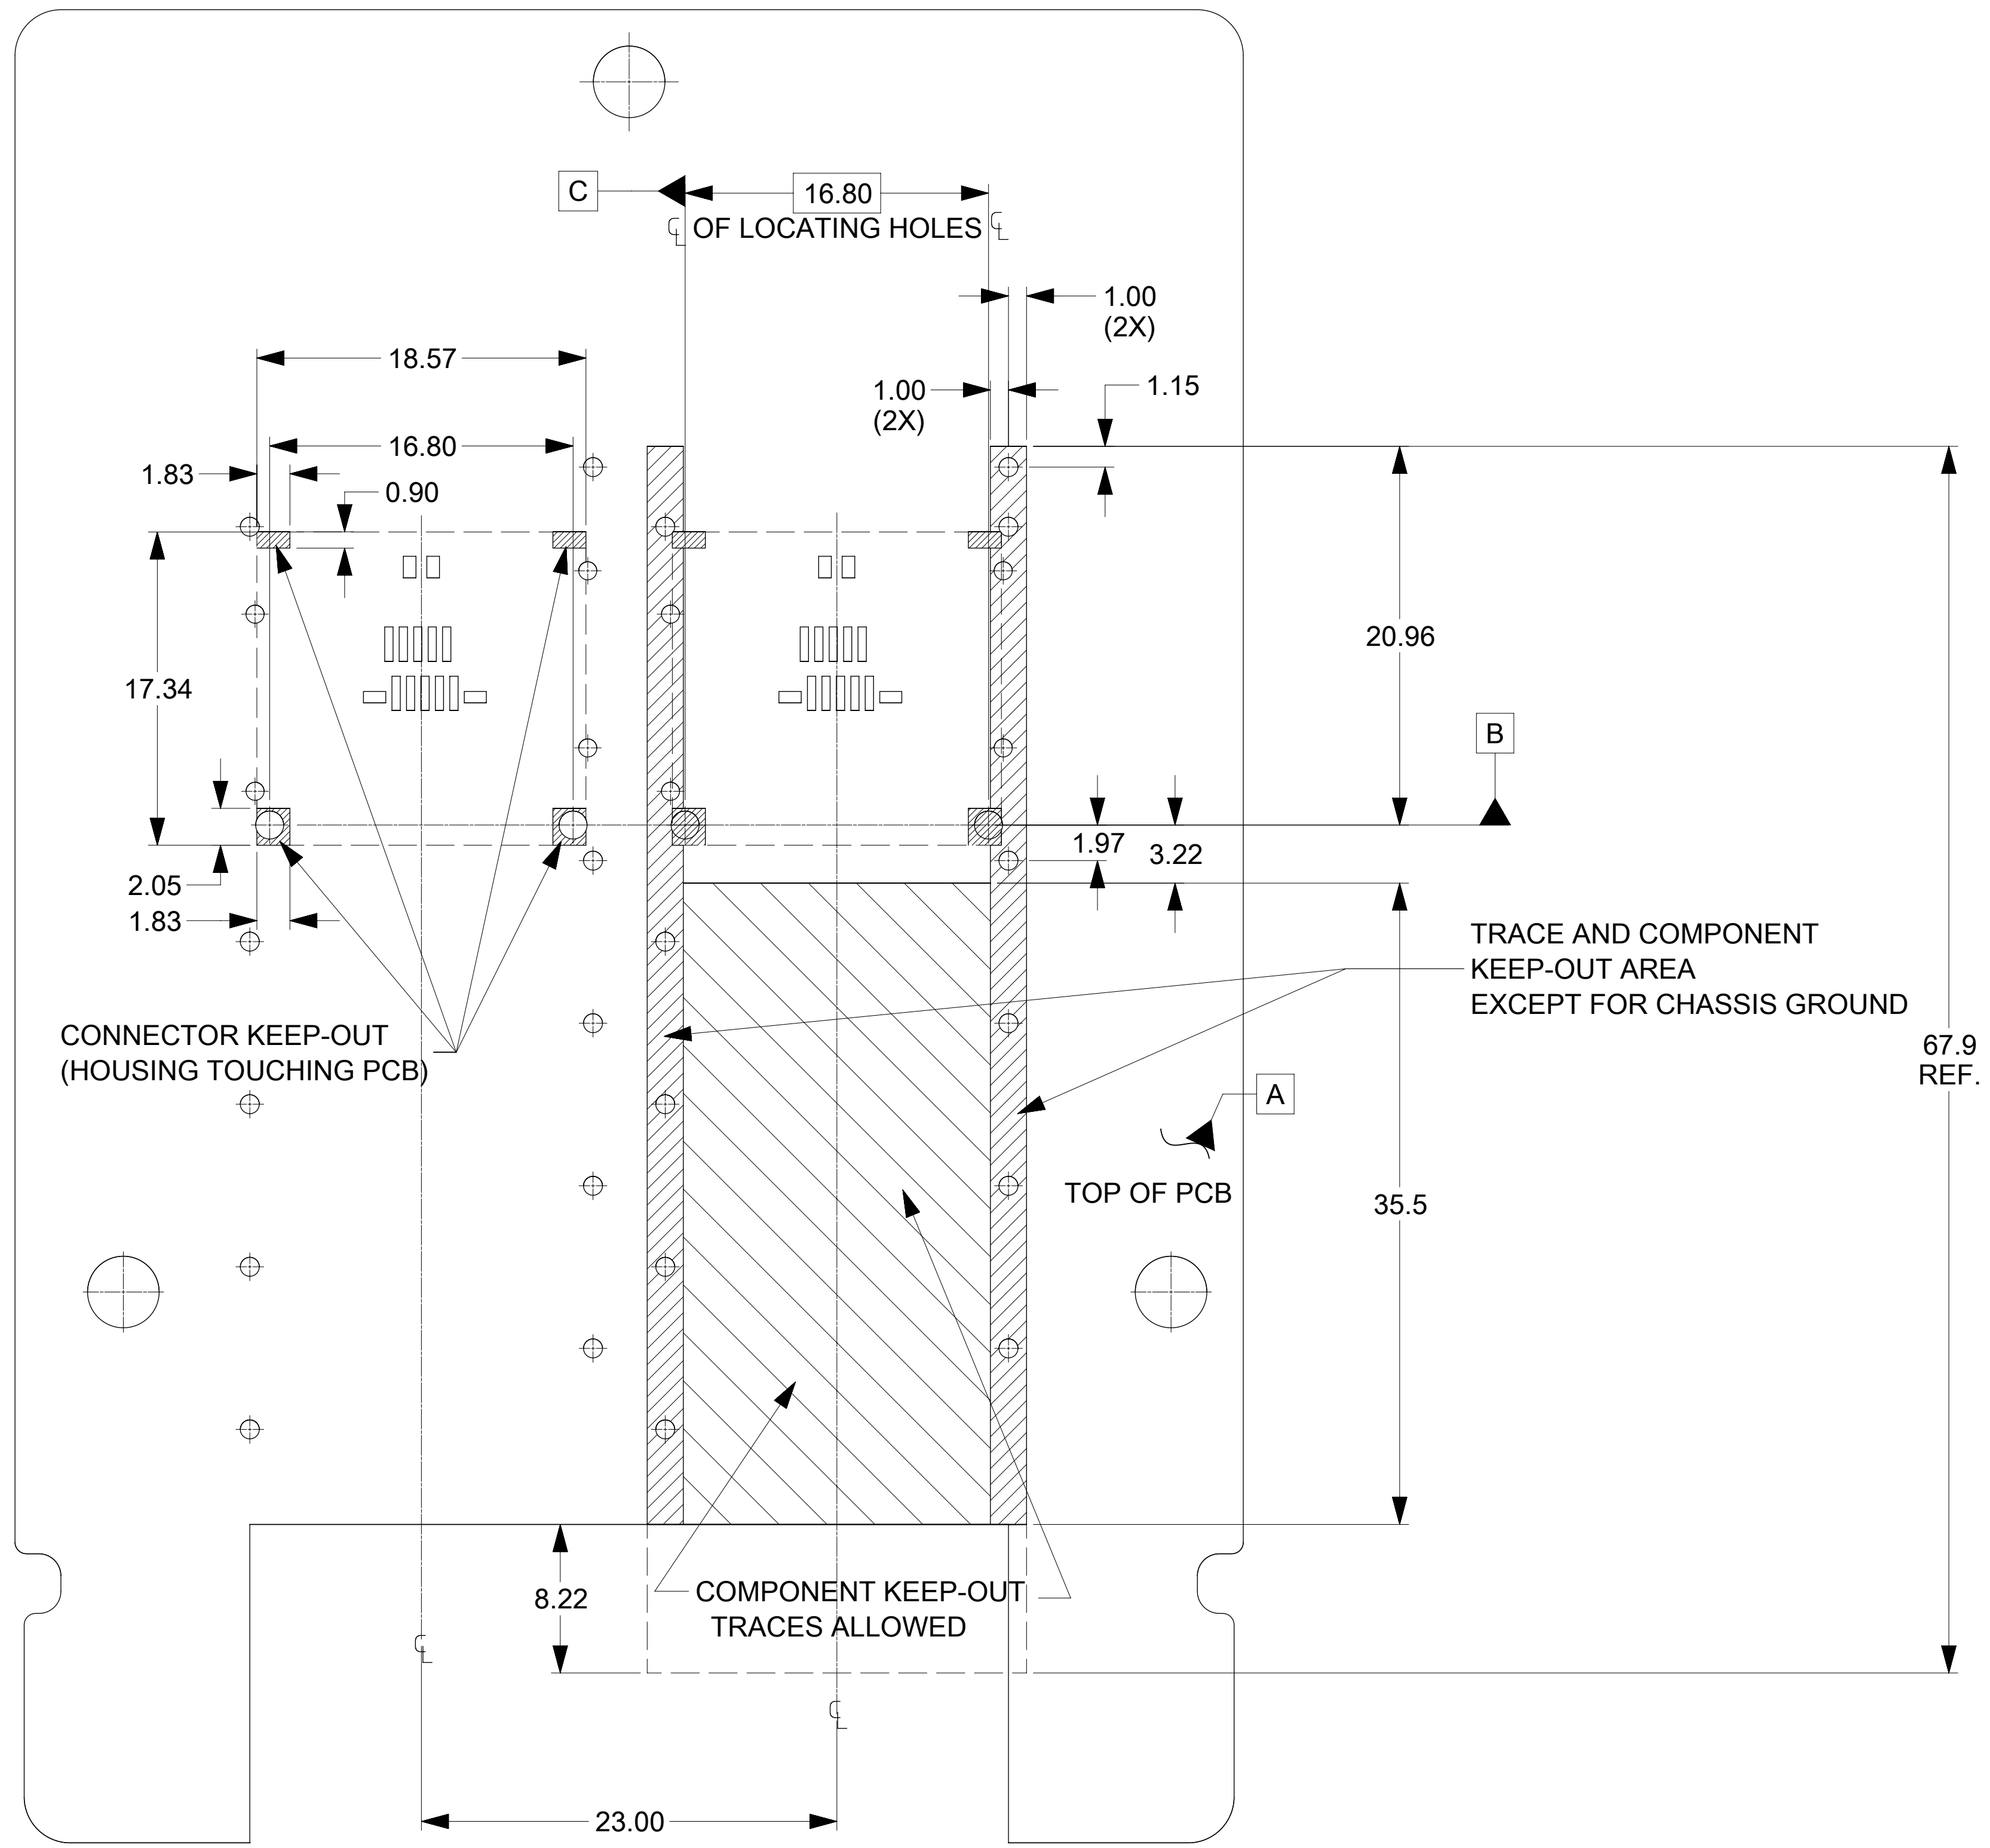 C
16.80
℄ OF LOCATING HOLES ℄
1.00
(2X)
18.57
1.00
(2X)
1.15
16.80
1.83
0.90
20.96
17.34
B
1.97
3.22
2.05
1.83
TRACE AND COMPONENT
KEEP-OUT AREA
EXCEPT FOR CHASSIS GROUND
CONNECTOR KEEP-OUT
(HOUSING TOUCHING PCB)
67.9
REF.
A
TOP OF PCB
35.5
8.22
COMPONENT KEEP-OUT
TRACES ALLOWED
℄
℄
23.00